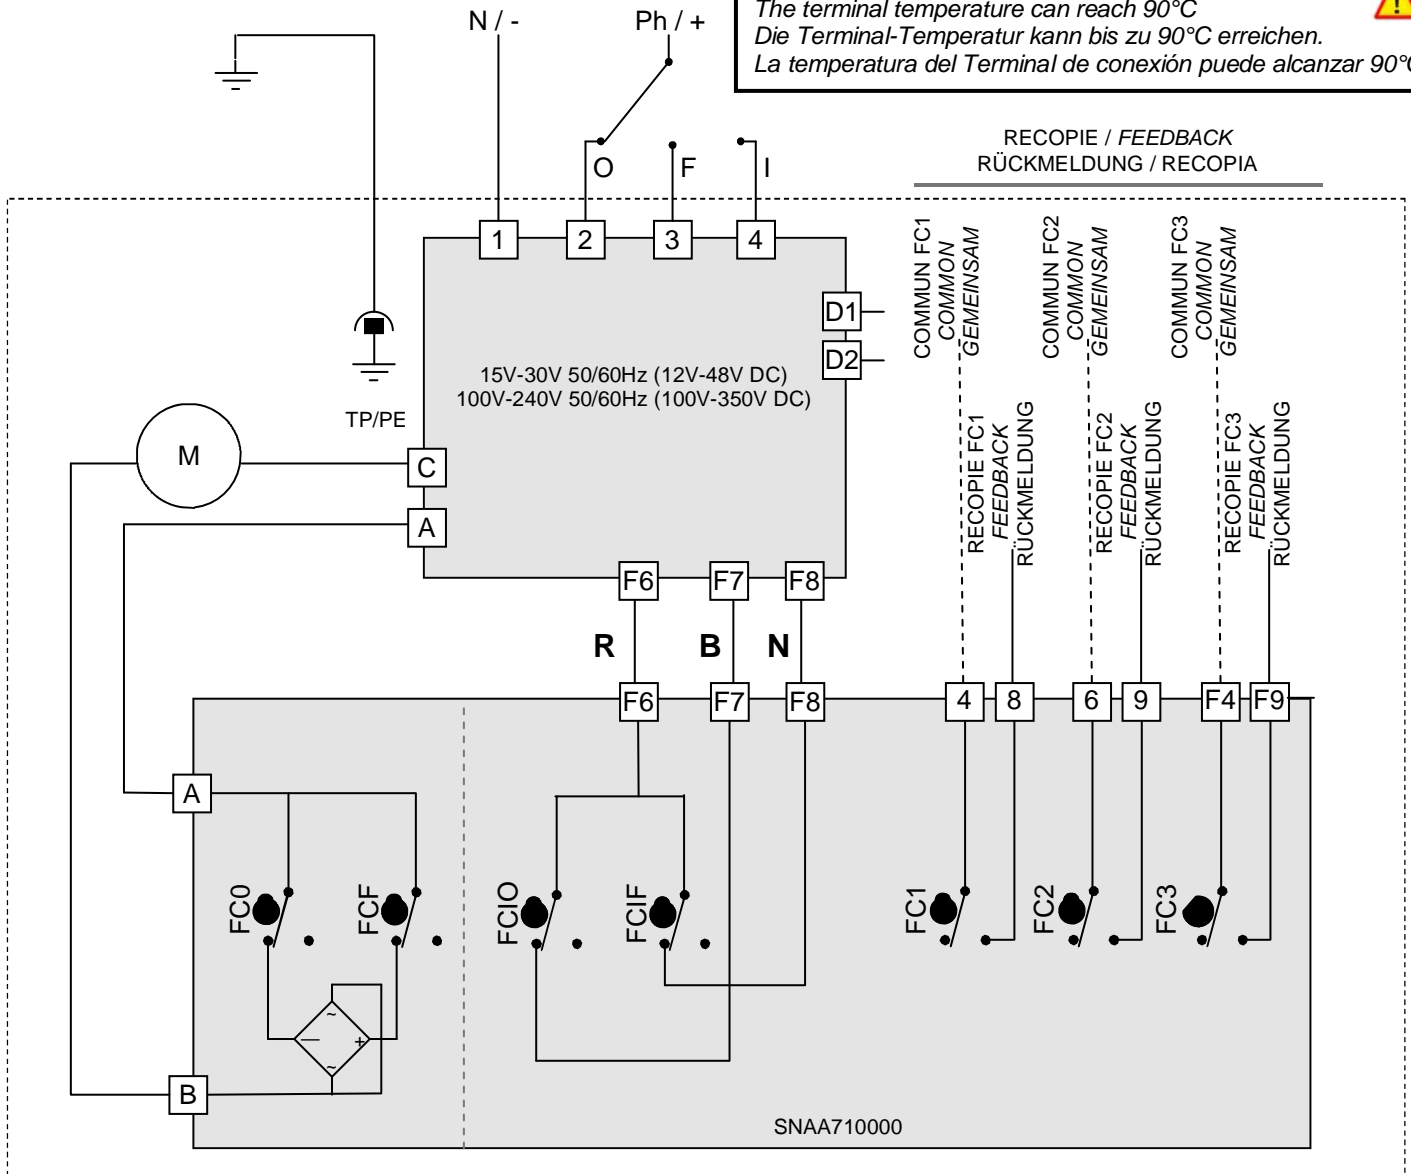 N / -
Ph / +
The terminal temperature can reach 90°C
Die Terminal-Temperatur kann bis zu 90°C erreichen.
La temperatura del Terminal de conexión puede alcanzar 90°C
RECOPIE / FEEDBACK
RÜCKMELDUNG / RECOPIA
O
F
I
1
2
3
4
D1
D2
15V-30V 50/60Hz (12V-48V DC)
100V-240V 50/60Hz (100V-350V DC)
TP/PE
M
C
A
F6
F7
F8
R
B
N
COMMUN FC1
COMMON
GEMEINSAM
COMMUN FC2
COMMON
GEMEINSAM
COMMUN FC3
COMMON
GEMEINSAM
RECOPIE FC1
FEEDBACK
RÜCKMELDUNG
RECOPIE FC2
FEEDBACK
RÜCKMELDUNG
RECOPIE FC3
FEEDBACK
RÜCKMELDUNG
F6
F7
F8
4
8
6
9
F4
F9
A
FC0
FCF
FCIO
FCIF
FC1
FC2
FC3
~
—
+
~
B
SNAA710000